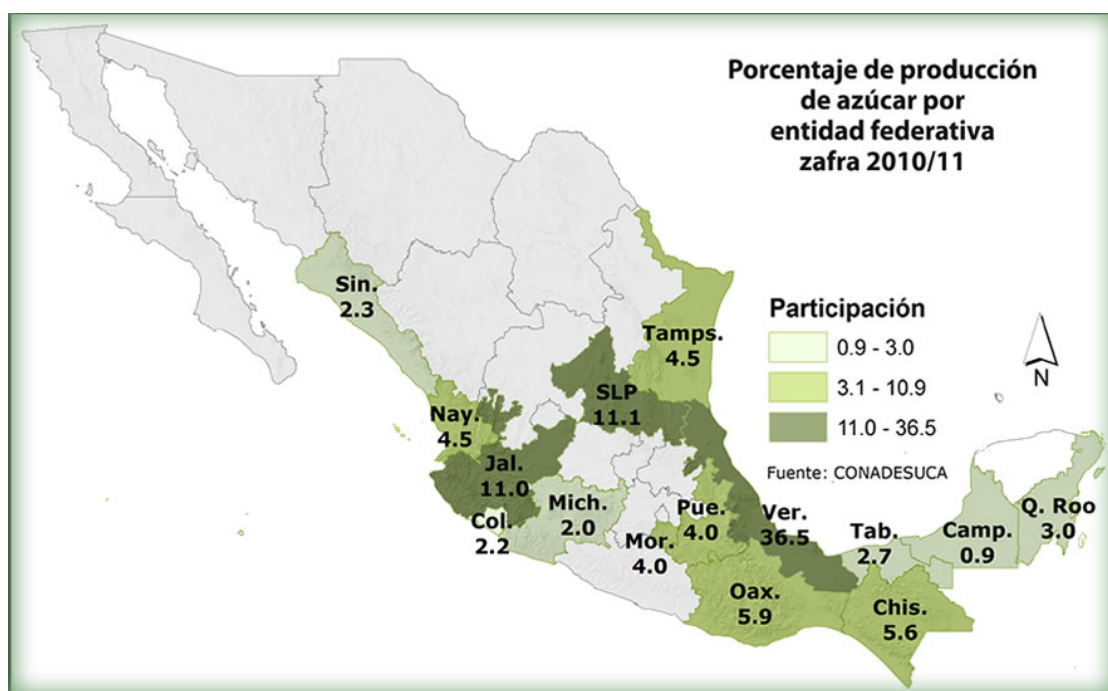 Porcentaje de producción
de azúcar por
entidad federativa
zafra 2010/11
Sin.
2.3
Tamps.
4.5
Participación
0.9 - 3.0
3.1 - 10.9
11.0 - 36.5
N
Fuente: CONADESUCA
SLP
11.1
Nay.
4.5
Jal.
11.0
Col.
2.2
Mich.
2.0
Mor.
4.0
Pue.
4.0
Ver.
36.5
Tab.
2.7
Camp.
0.9
Q. Roo
3.0
Oax.
5.9
Chis.
5.6